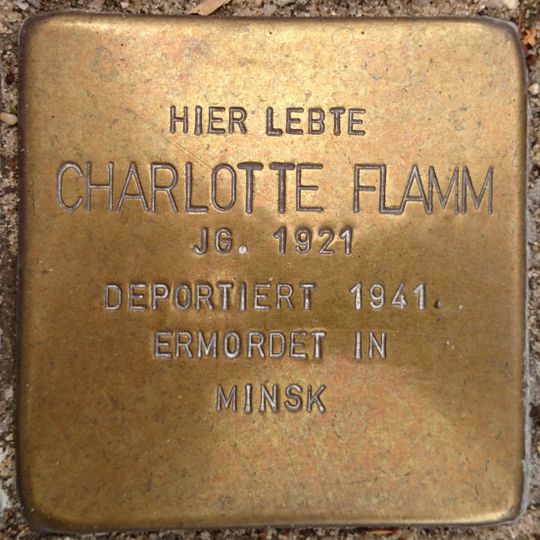 HIER LEBTE
CHARLOTTE FLAMM
JG. 1921
DEPORTIERT 1941
ERMORDET IN
MINSK